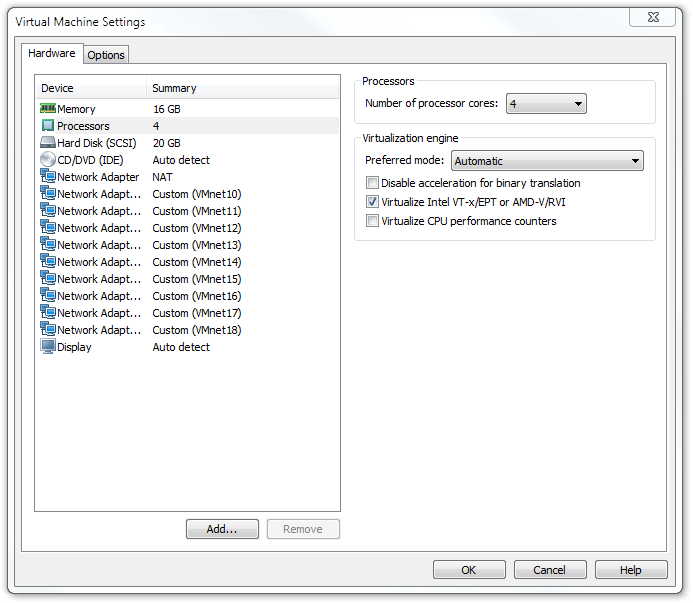 Virtual Machine Settings
Hardware
Options
Device Summary
Memory 16 GB
Processors 4
Hard Disk (SCSI) 20 GB
CD/DVD (IDE) Auto detect
Network Adapter NAT
Network Adapt... Custom (VMnet10)
Network Adapt... Custom (VMnet11)
Network Adapt... Custom (VMnet12)
Network Adapt... Custom (VMnet13)
Network Adapt... Custom (VMnet14)
Network Adapt... Custom (VMnet15)
Network Adapt... Custom (VMnet16)
Network Adapt... Custom (VMnet17)
Network Adapt... Custom (VMnet18)
Display Auto detect
Add...
Remove
Processors
Number of processor cores: 4
Virtualization engine
Preferred mode: Automatic
Disable acceleration for binary translation
Virtualize Intel VT-x/EPT or AMD-V/RVI
Virtualize CPU performance counters
OK
Cancel
Help